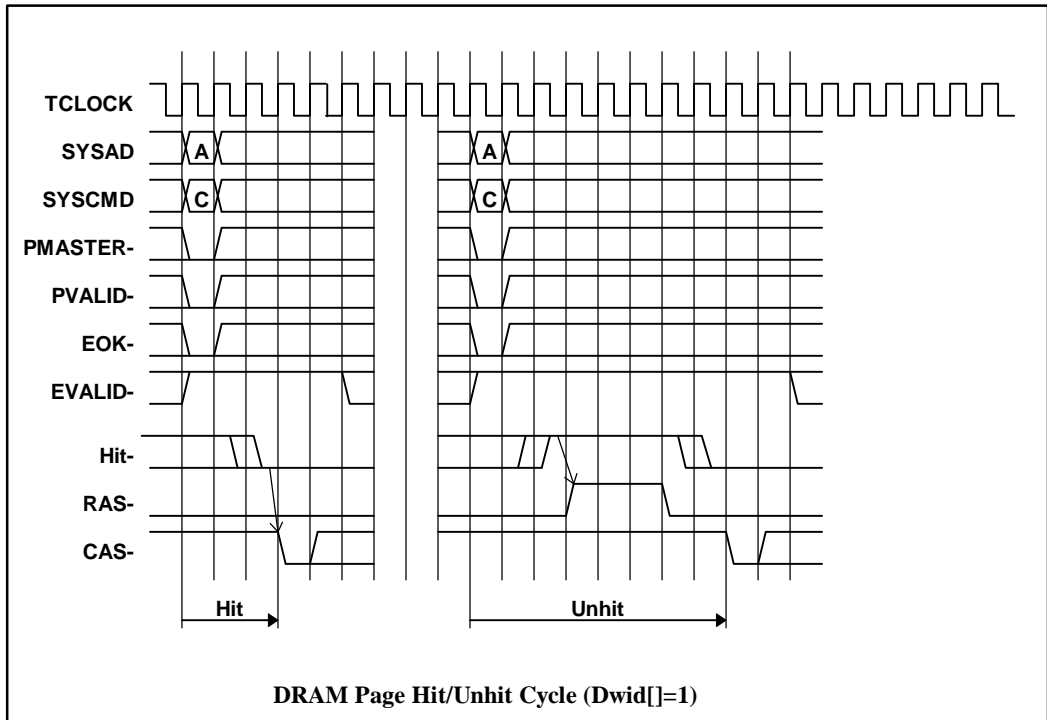 TCLOCK
SYSAD A A
SYSCMD C C
PMASTER-
PVALID-
EOK-
EVALID-
Hit-
RAS-
CAS-
Hit Unhit
DRAM Page Hit/Unhit Cycle (Dwid[]=1)